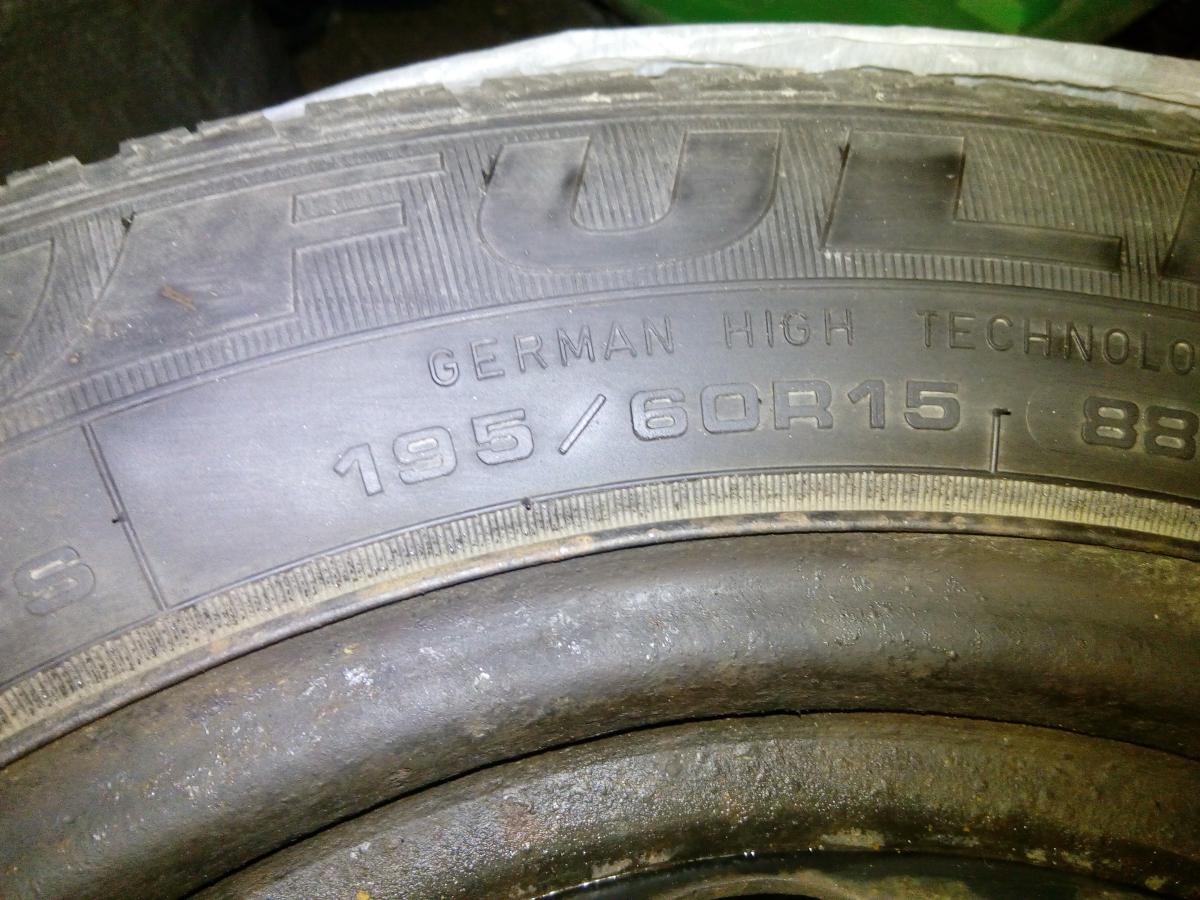 FUL
GERMAN HIGH TECHNOLO
195/60R15 88
S